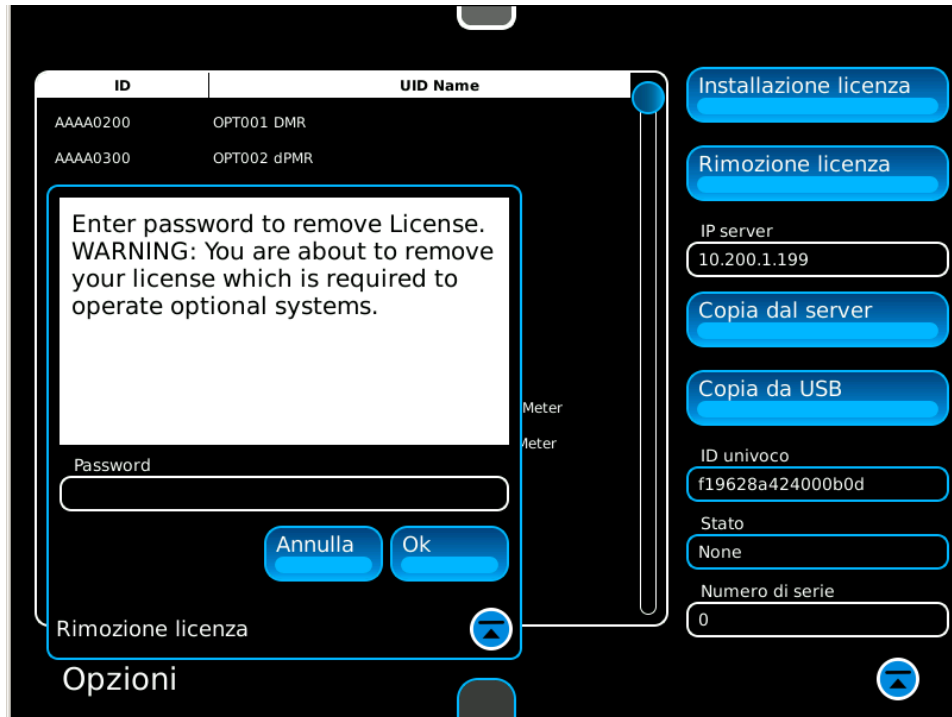 ID UID Name
AAAA0200 OPT001 DMR
AAAA0300 OPT002 dPMR
Enter password to remove License.
WARNING: You are about to remove
your license which is required to
operate optional systems.
Meter
Meter
Password
Annulla Ok
Rimozione licenza
Opzioni
Installazione licenza
Rimozione licenza
IP server
10.200.1.199
Copia dal server
Copia da USB
ID univoco
f19628a424000b0d
Stato
None
Numero di serie
0